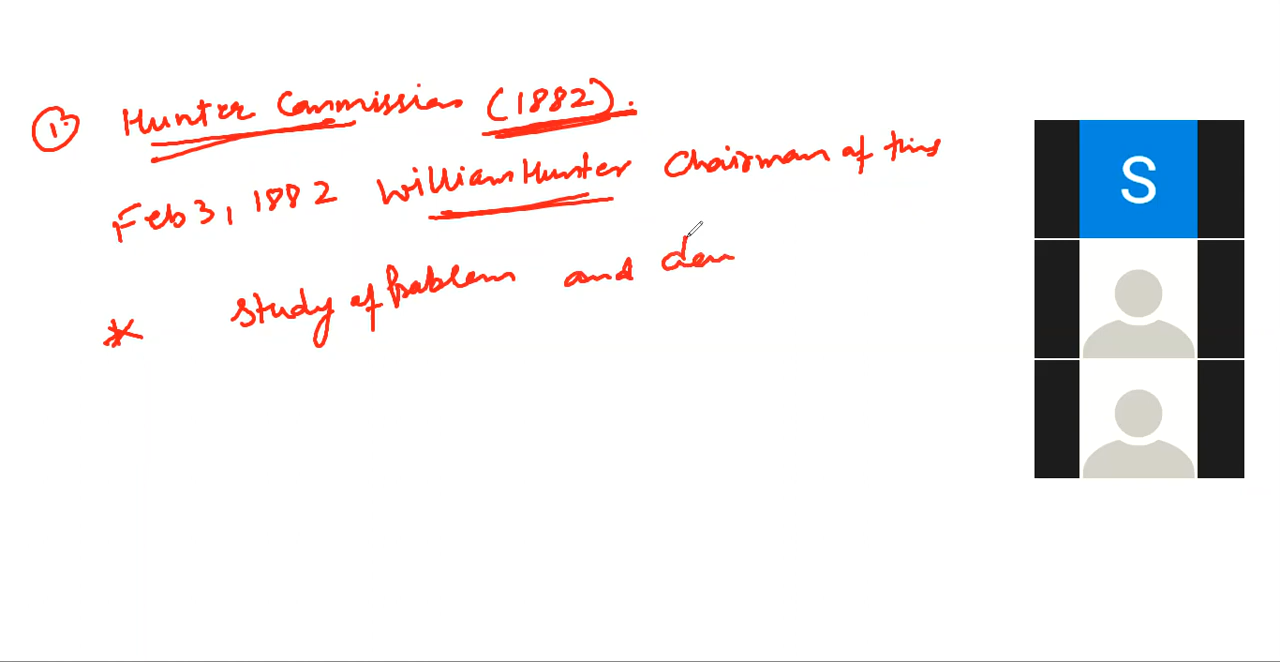 1. Hunter Commission (1882).
Feb 3, 1882 William Hunter Chairman of this
* Study of Problem and den
S